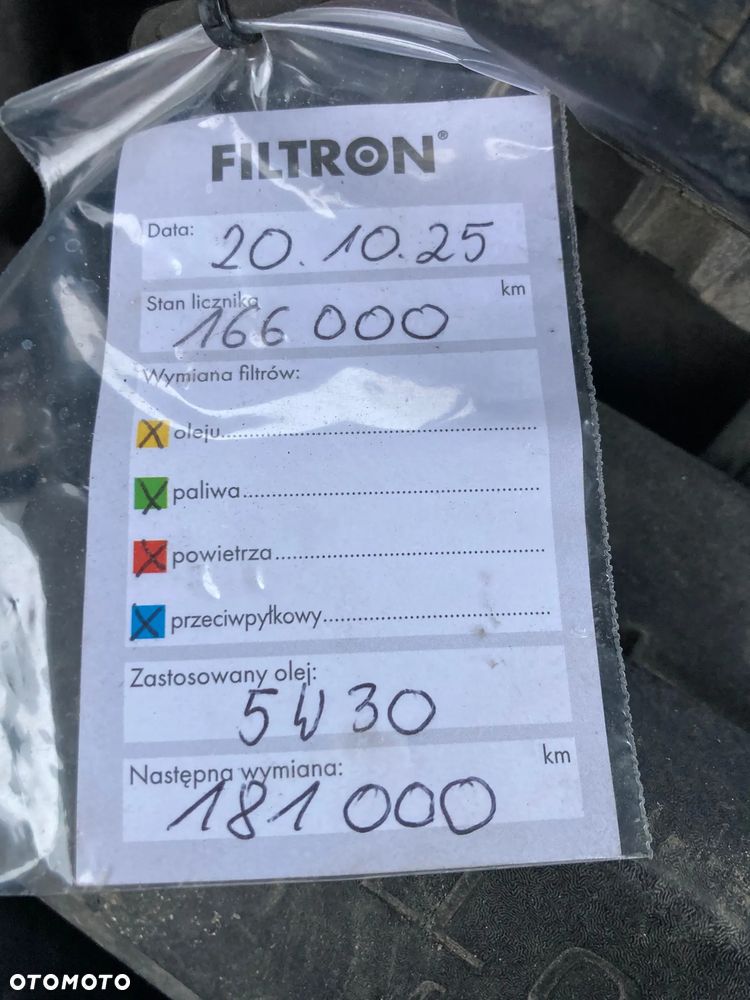 FILTRON®
Data: 20.10.25
Stan licznika 166 000 km
Wymiana filtrów:
X oleju
X paliwa
X powietrza
X przeciwpyłkowy
Zastosowany olej:
5W30
Następna wymiana: km
181 000
OTOMOTO